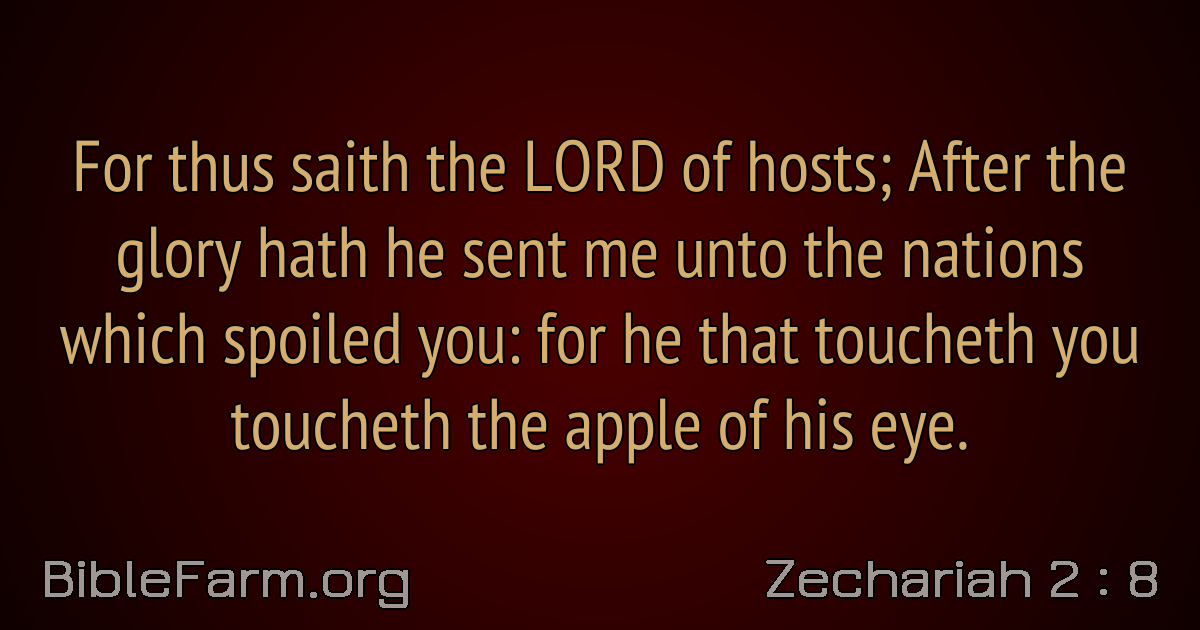 For thus saith the LORD of hosts; After the
glory hath he sent me unto the nations
which spoiled you: for he that toucheth you
toucheth the apple of his eye.
BibleFarm.org
Zechariah 2 : 8